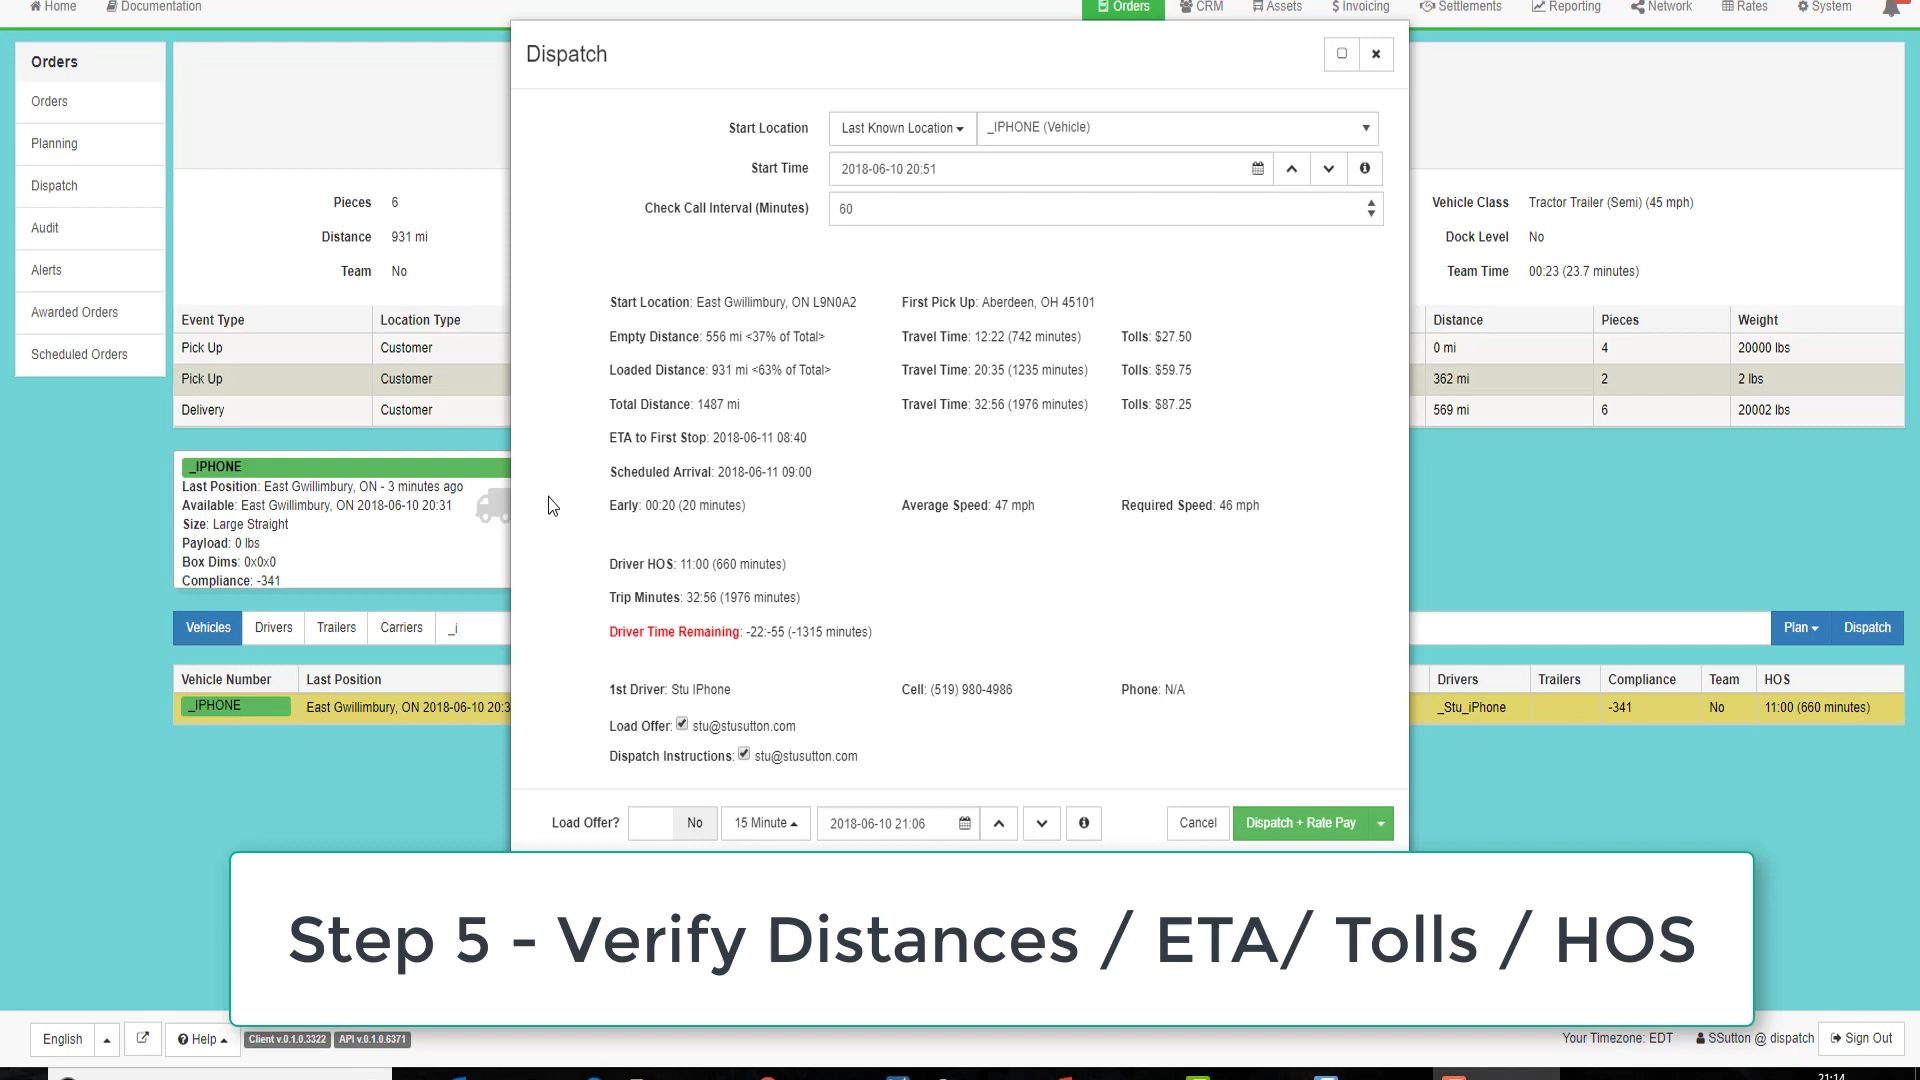 Home Documentation Orders CRM Assets $ Invoicing Settlements Reporting Network Rates System
Orders
Orders
Planning
Dispatch
Audit
Alerts
Awarded Orders
Scheduled Orders
Pieces 6
Distance 931 mi
Team No
Event Type Location Type
Pick Up Customer
Pick Up Customer
Delivery Customer
_IPHONE
Last Position: East Gwillimbury, ON - 3 minutes ago
Available: East Gwillimbury, ON 2018-06-10 20:31
Size: Large Straight
Payload: 0 lbs
Box Dims: 0x0x0
Compliance: -341
Vehicles Drivers Trailers Carriers _i
Vehicle Number Last Position
_IPHONE East Gwillimbury, ON 2018-06-10 20:3
Dispatch
Start Location Last Known Location _IPHONE (Vehicle)
Start Time 2018-06-10 20:51
Check Call Interval (Minutes) 60
Start Location: East Gwillimbury, ON L9N0A2 First Pick Up: Aberdeen, OH 45101
Empty Distance: 556 mi <37% of Total> Travel Time: 12:22 (742 minutes) Tolls: $27.50
Loaded Distance: 931 mi <63% of Total> Travel Time: 20:35 (1235 minutes) Tolls: $59.75
Total Distance: 1487 mi Travel Time: 32:56 (1976 minutes) Tolls: $87.25
ETA to First Stop: 2018-06-11 08:40
Scheduled Arrival: 2018-06-11 09:00
Early: 00:20 (20 minutes) Average Speed: 47 mph Required Speed: 46 mph
Driver HOS: 11:00 (660 minutes)
Trip Minutes: 32:56 (1976 minutes)
Driver Time Remaining: -22:-55 (-1315 minutes)
1st Driver: Stu IPhone Cell: (519) 980-4986 Phone: N/A
Load Offer: stu@stusutton.com
Dispatch Instructions: stu@stusutton.com
Load Offer? No 15 Minute 2018-06-10 21:06 Cancel Dispatch + Rate Pay
Vehicle Class Tractor Trailer (Semi) (45 mph)
Dock Level No
Team Time 00:23 (23.7 minutes)
Distance Pieces Weight
0 mi 4 20000 lbs
362 mi 2 2 lbs
569 mi 6 20002 lbs
Plan Dispatch
Drivers Trailers Compliance Team HOS
_Stu_iPhone -341 No 11:00 (660 minutes)
Step 5 - Verify Distances / ETA/ Tolls / HOS
English Help Client v.0.1.0.3322 API v.0.1.0.6371 Your Timezone: EDT SSutton @ dispatch Sign Out
21:14